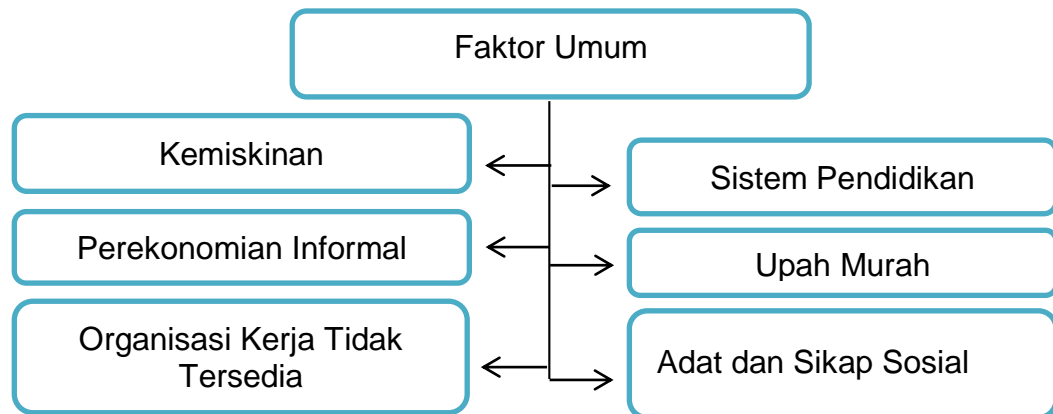 Faktor Umum
Kemiskinan
Sistem Pendidikan
Perekonomian Informal
Upah Murah
Organisasi Kerja Tidak
Tersedia
Adat dan Sikap Sosial